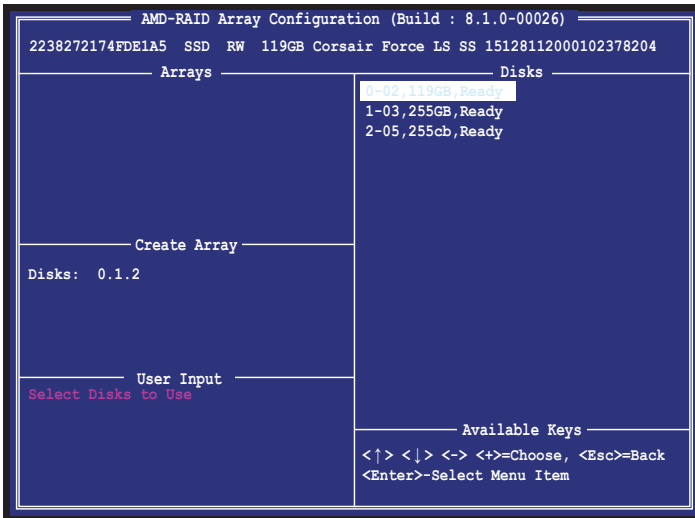 AMD-RAID Array Configuration (Build : 8.1.0-00026)
2238272174FDE1A5 SSD RW 119GB Corsair Force LS SS 15128112000102378204
Arrays
Disks
0-02,119GB,Ready
1-03,255GB,Ready
2-05,255cb,Ready
Create Array
Disks: 0.1.2
User Input
Select Disks to Use
Available Keys
<↑> <↓> <-> <+>=Choose, <Esc>=Back
<Enter>-Select Menu Item